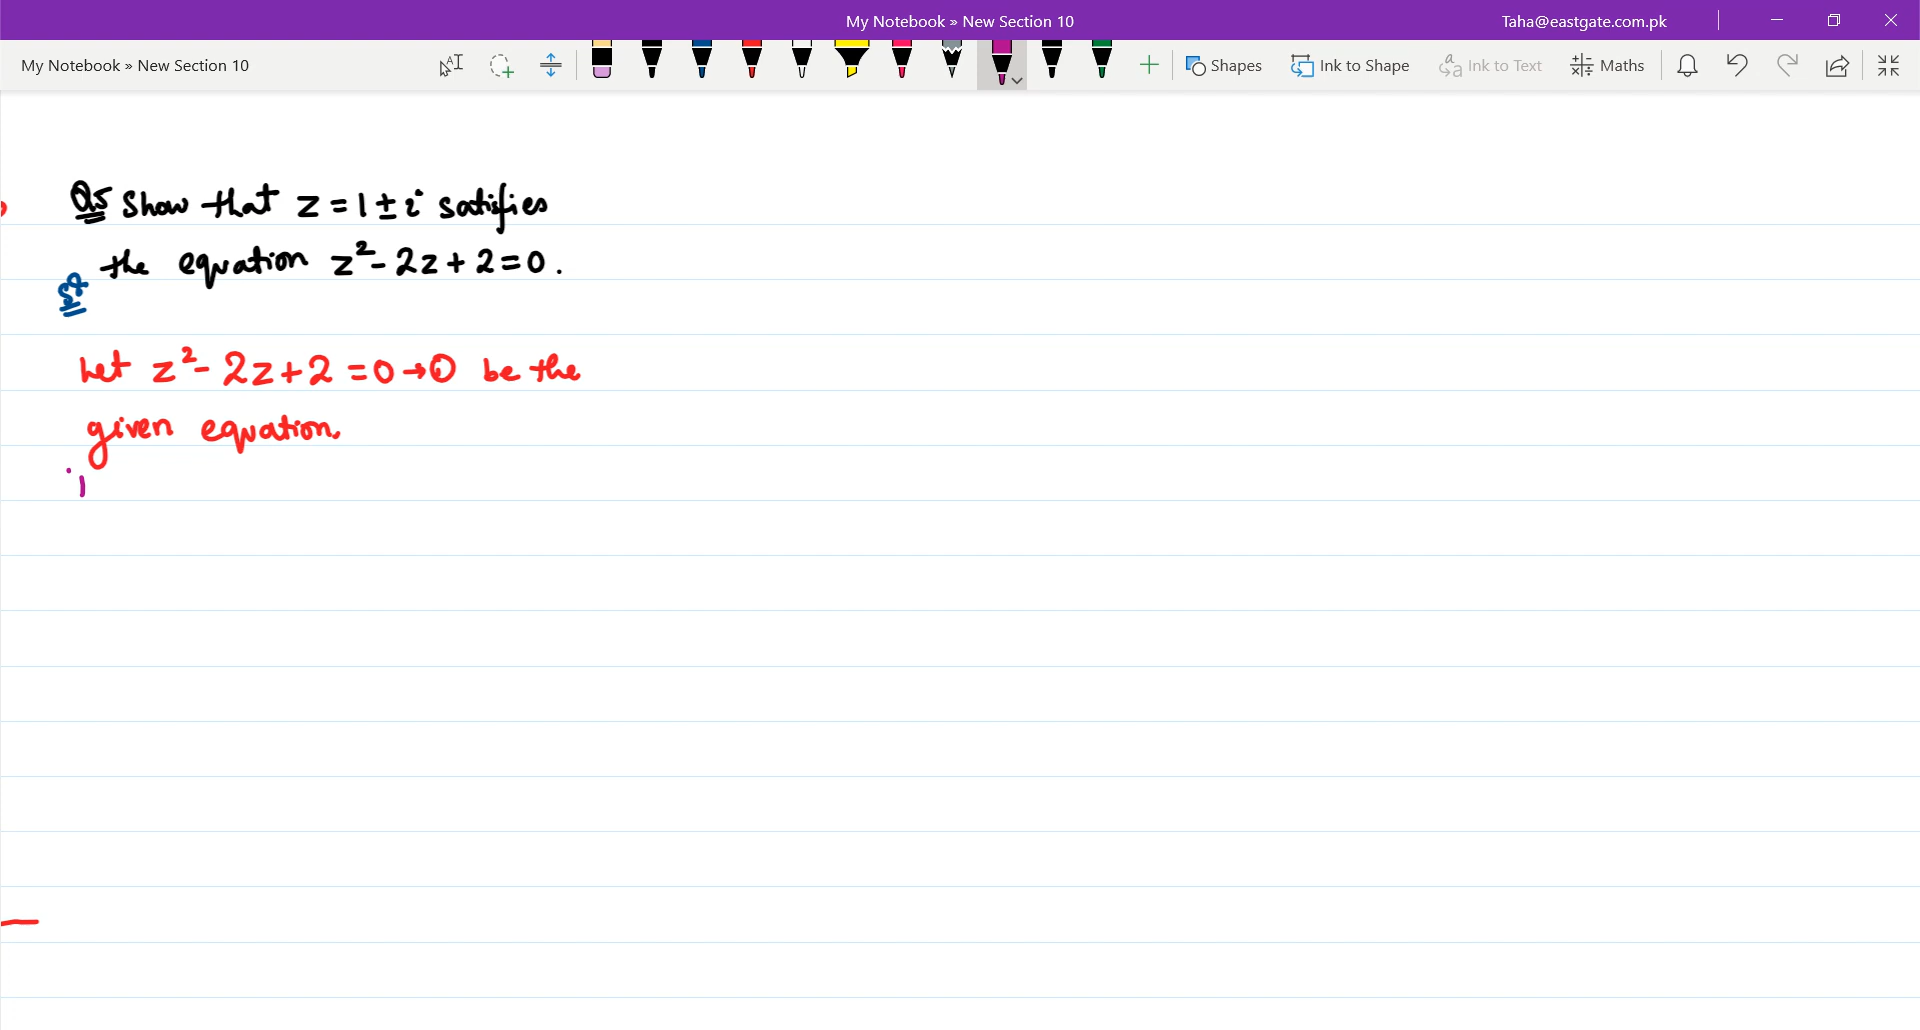 My Notebook » New Section 10
Taha@eastgate.com.pk
My Notebook » New Section 10
Shapes
Ink to Shape
Ink to Text
Maths
Q5 Show that z = 1 ± i satisfies
the equation z² - 2z + 2 = 0.
Let z² - 2z + 2 = 0 → ① be the
given equation.